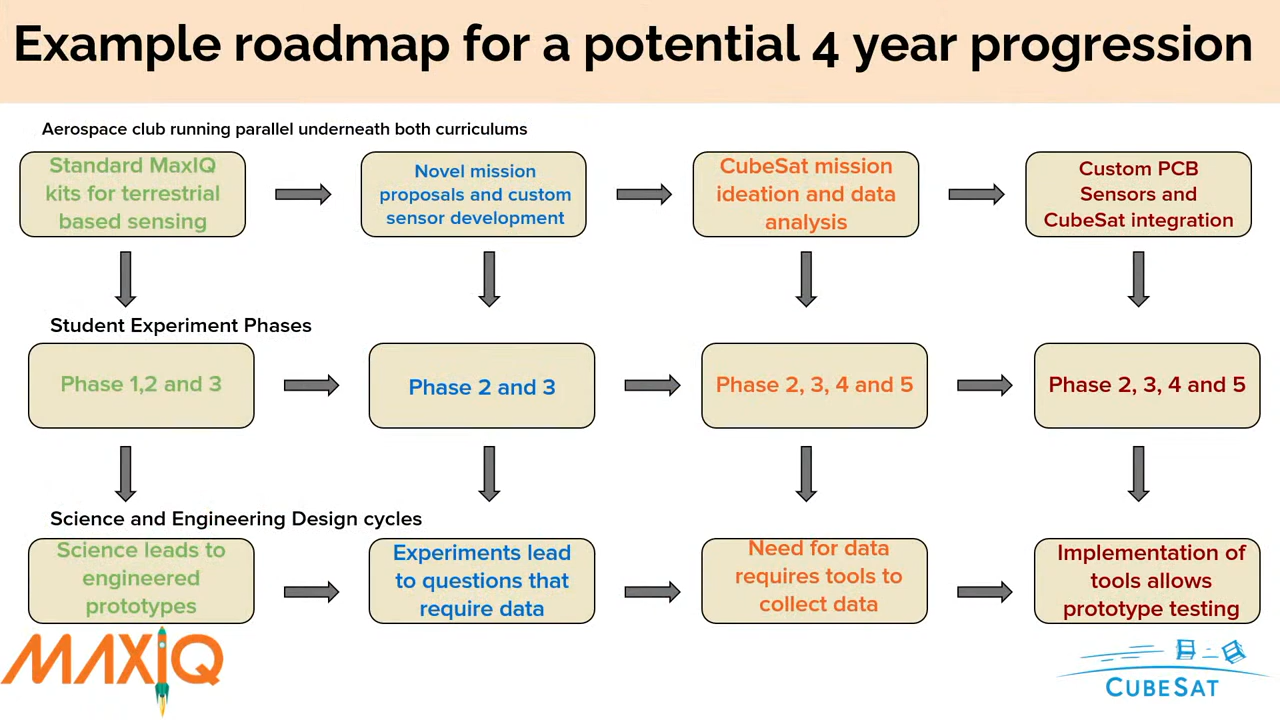 Example roadmap for a potential 4 year progression
Aerospace club running parallel underneath both curriculums
Standard MaxIQ
kits for terrestrial
based sensing
Novel mission
proposals and custom
sensor development
CubeSat mission
ideation and data
analysis
Custom PCB
Sensors and
CubeSat integration
Student Experiment Phases
Phase 1,2 and 3
Phase 2 and 3
Phase 2, 3, 4 and 5
Phase 2, 3, 4 and 5
Science and Engineering Design cycles
Science leads to
engineered
prototypes
Experiments lead
to questions that
require data
Need for data
requires tools to
collect data
Implementation of
tools allows
prototype testing
MAXIQ
CUBESAT